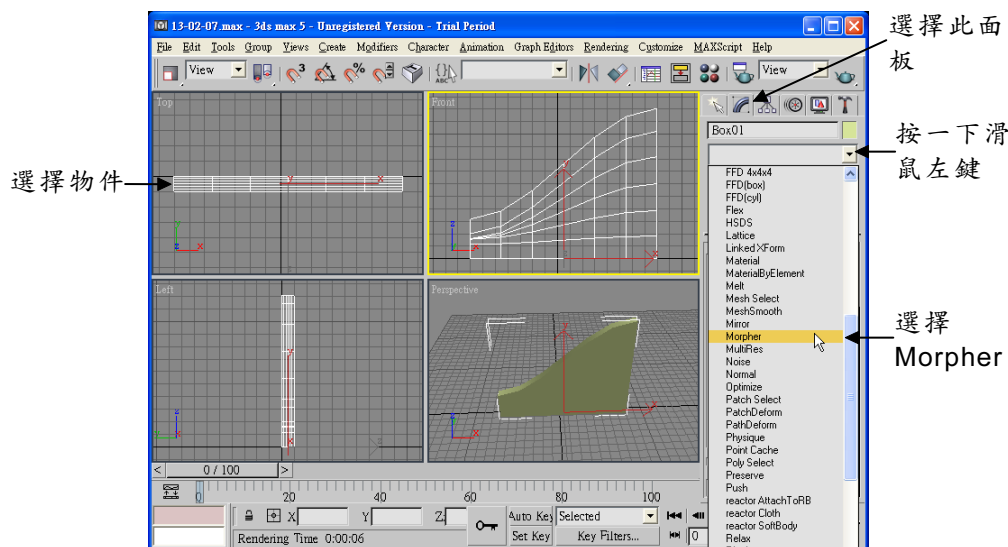 13-02-07.max - 3ds max 5 - Unregistered Version - Trial Period
File Edit Tools Group Views Create Modifiers Character Animation Graph Editors Rendering Customize MAXScript Help
View
3
%
ABC
View
選擇此面
板
Top
Front
Box01
按一下滑
鼠左鍵
選擇物件
FFD 4x4x4
FFD(box)
FFD(cyl)
Flex
HSDS
Lattice
Linked XForm
Material
MaterialByElement
Melt
Mesh Select
MeshSmooth
Mirror
Morpher
MultiRes
Noise
Normal
Optimize
Patch Select
PatchDeform
PathDeform
Physique
Point Cache
Poly Select
Preserve
Push
reactor AttachToRB
reactor Cloth
reactor SoftBody
Relax
選擇
Morpher
Left
Perspective
0 / 100
0 20 40 60 80 100
X Y Z Auto Key Selected
Rendering Time 0:00:06 Set Key Key Filters... 0